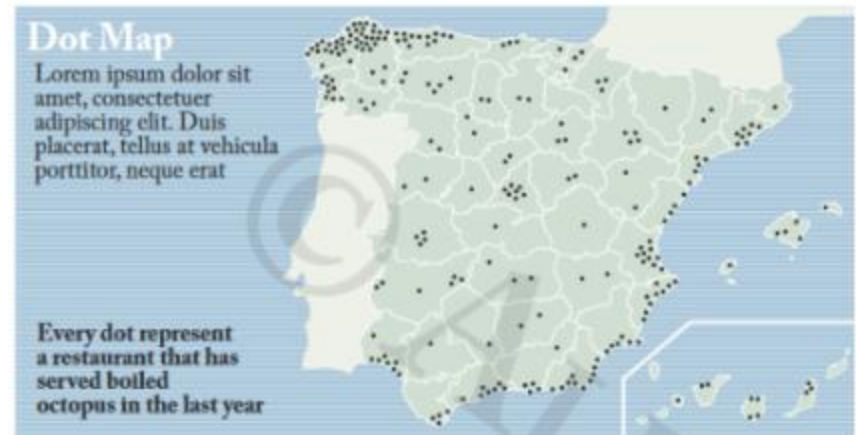 Dot Map
Lorem ipsum dolor sit
amet, consectetuer
adipiscing elit. Duis
placerat, tellus at vehicula
porttitor, neque erat
Every dot represent
a restaurant that has
served boiled
octopus in the last year
©